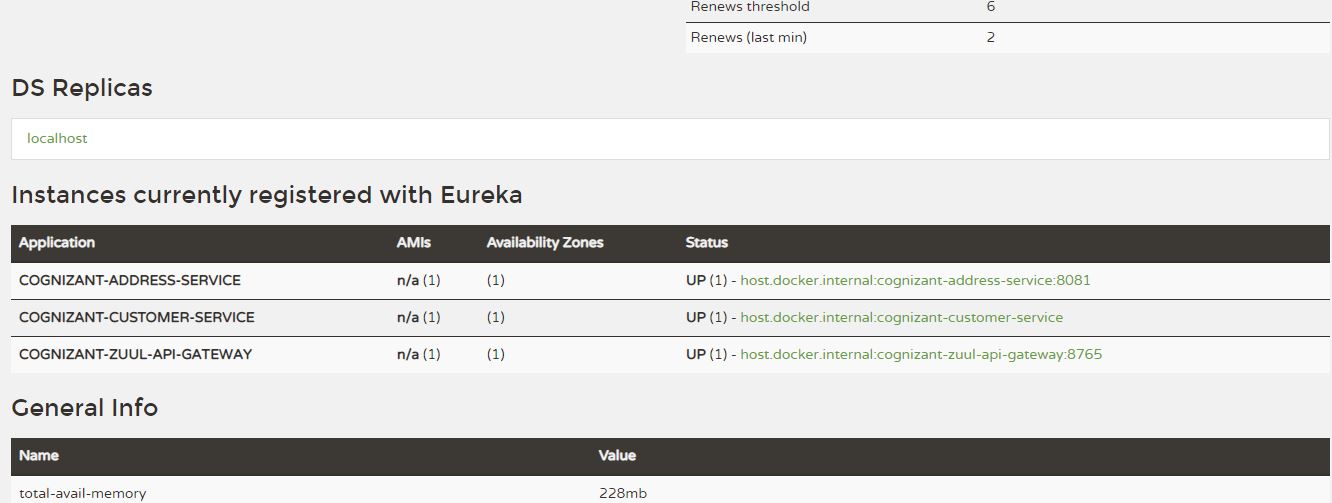 Renews threshold 6
Renews (last min) 2
DS Replicas
localhost
Instances currently registered with Eureka
Application AMIs Availability Zones Status
COGNIZANT-ADDRESS-SERVICE n/a (1) (1) UP (1) - host.docker.internal:cognizant-address-service:8081
COGNIZANT-CUSTOMER-SERVICE n/a (1) (1) UP (1) - host.docker.internal:cognizant-customer-service
COGNIZANT-ZUUL-API-GATEWAY n/a (1) (1) UP (1) - host.docker.internal:cognizant-zuul-api-gateway:8765
General Info
Name Value
total-avail-memory 228mb